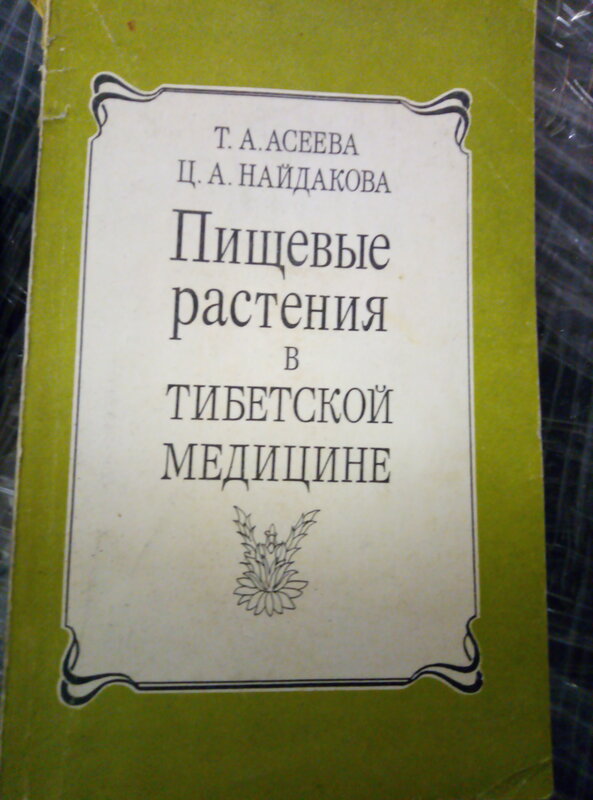 Т. А. АСЕЕВА
Ц. А. НАЙДАКОВА
Пищевые
растения
в
ТИБЕТСКОЙ
МЕДИЦИНЕ